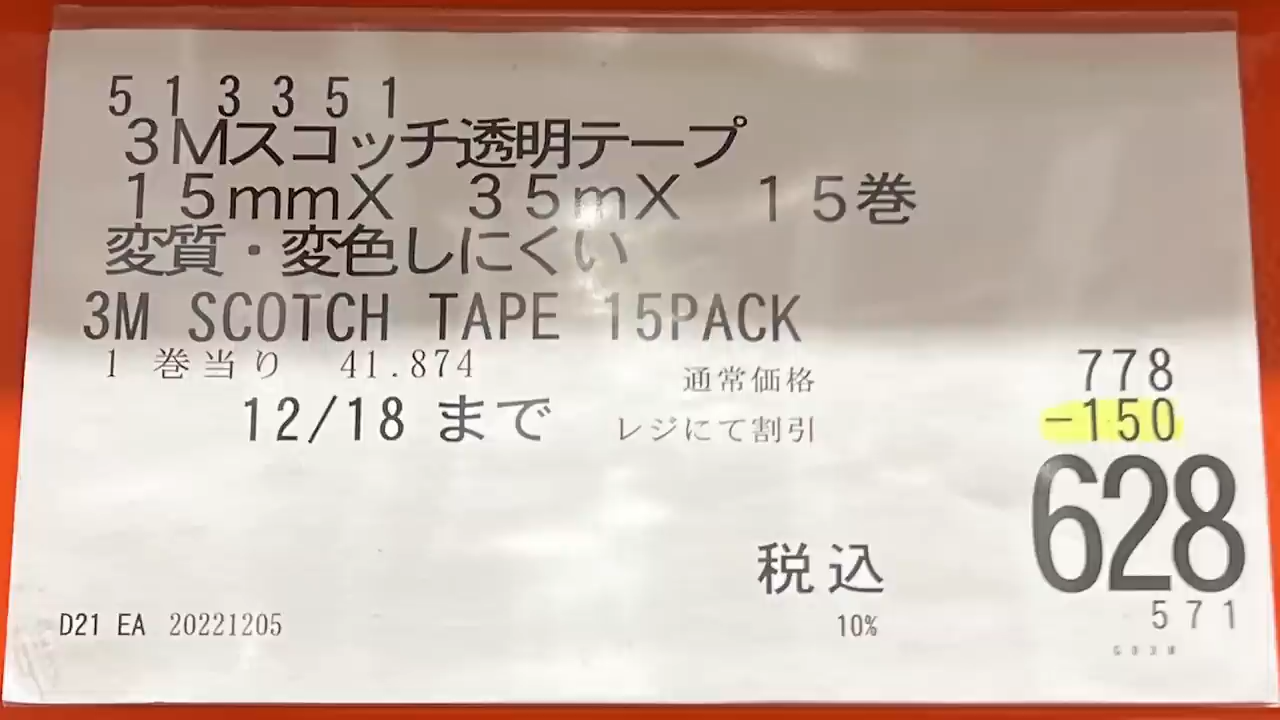 513351
3Mスコッチ透明テープ
15mmX 35mX 15巻
変質・変色しにくい
3M SCOTCH TAPE 15PACK
1巻当り 41.874
通常価格 778
12/18 まで レジにて割引 -150
628
税込
571
D21 EA 20221205 10%